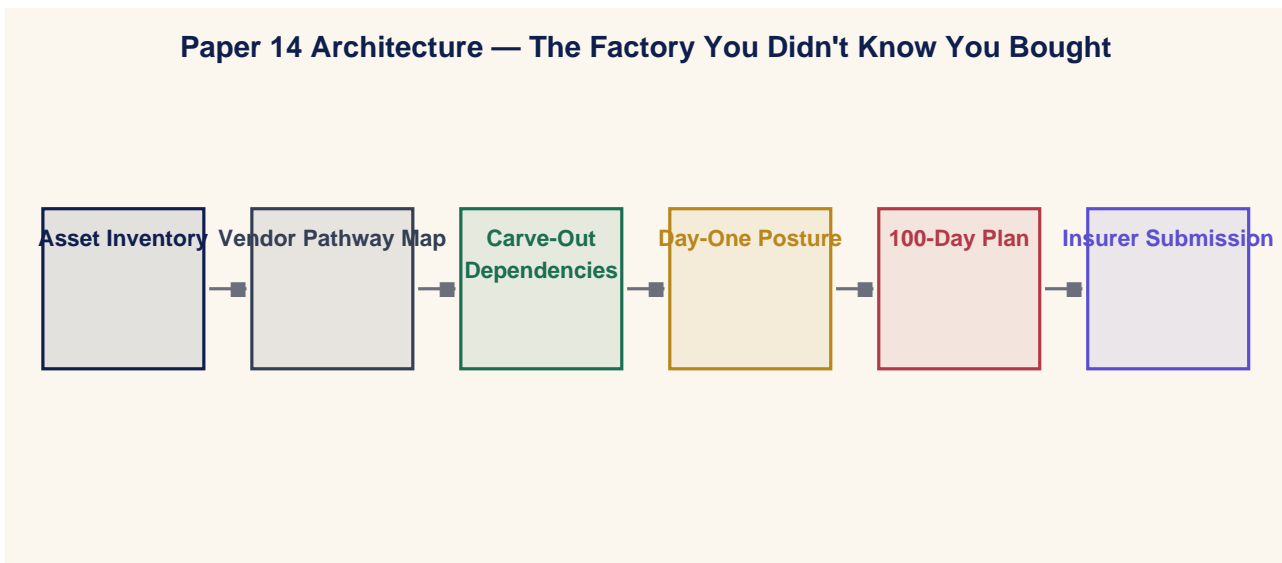 Paper 14 Architecture — The Factory You Didn't Know You Bought
Asset Inventory
Vendor Pathway Map
Carve-Out
Dependencies
Day-One Posture
100-Day Plan
Insurer Submission